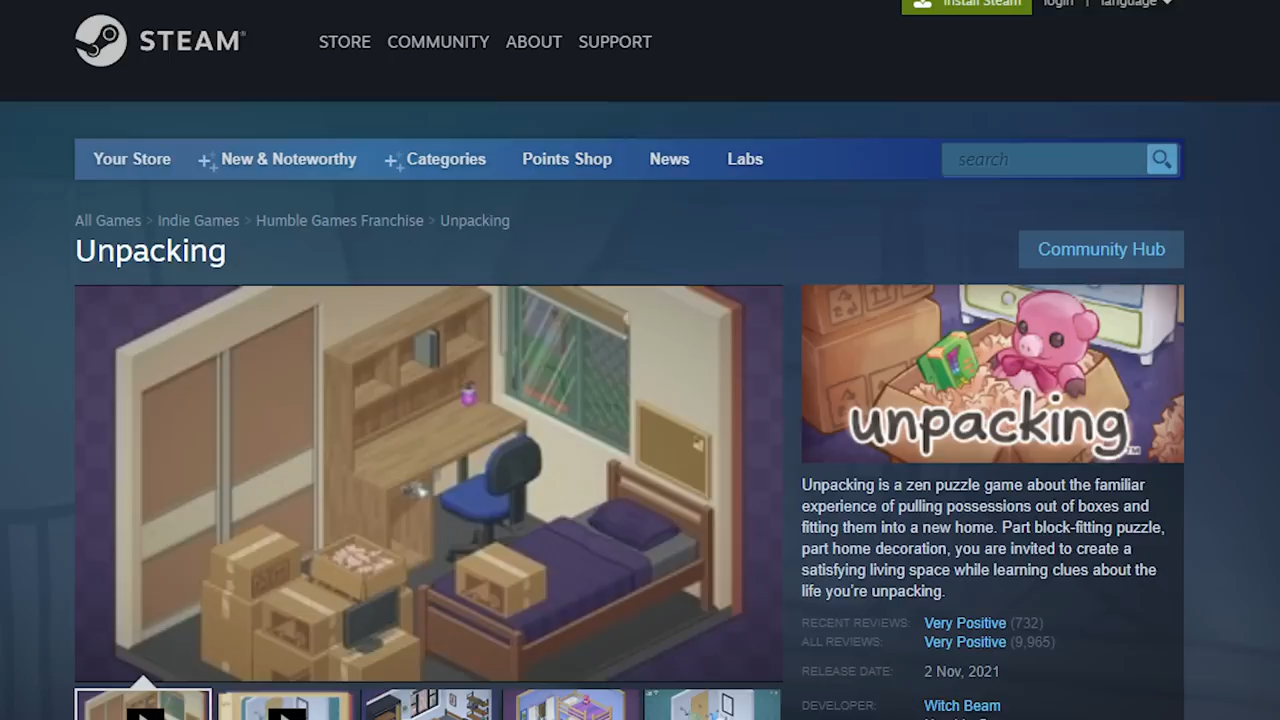 Install Steam
login | language
STEAM®
STORE COMMUNITY ABOUT SUPPORT
Your Store New & Noteworthy Categories Points Shop News Labs
search
All Games > Indie Games > Humble Games Franchise > Unpacking
Unpacking
Community Hub
unpacking™
Unpacking is a zen puzzle game about the familiar
experience of pulling possessions out of boxes and
fitting them into a new home. Part block-fitting puzzle,
part home decoration, you are invited to create a
satisfying living space while learning clues about the
life you're unpacking.
RECENT REVIEWS: Very Positive (732)
ALL REVIEWS: Very Positive (9,965)
RELEASE DATE: 2 Nov, 2021
DEVELOPER: Witch Beam